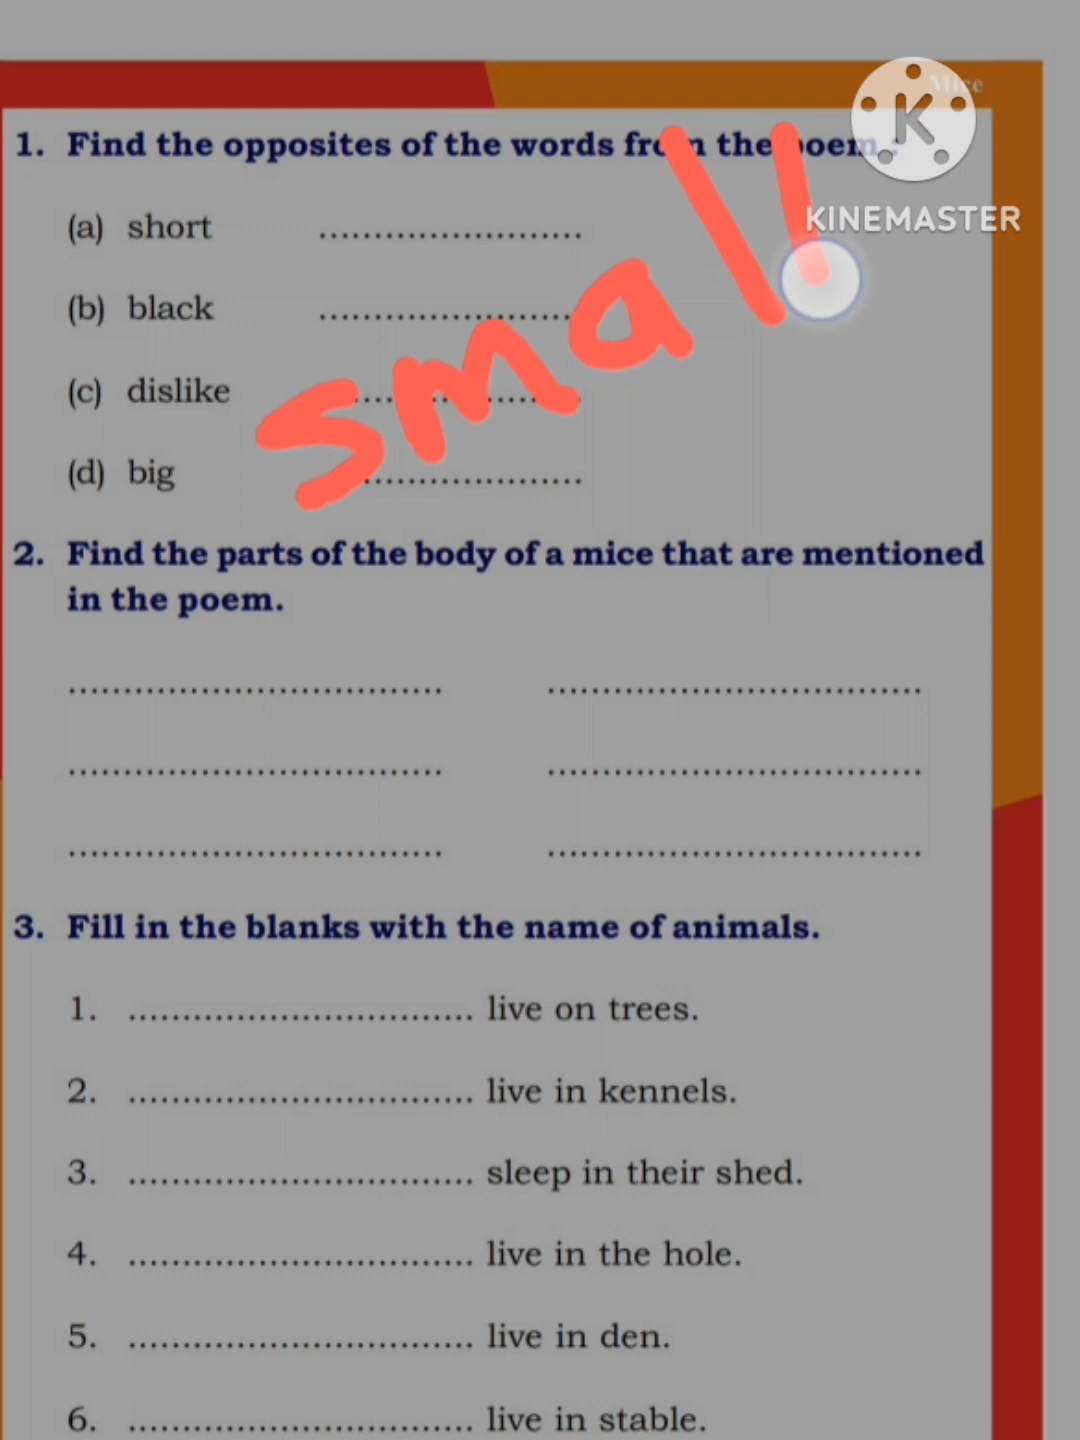 Mice
1. Find the opposites of the words from the poem :
KINEMASTER
(a) short ........................
(b) black ........................
(c) dislike ........................
(d) big ........................
small
2. Find the parts of the body of a mice that are mentioned
in the poem.
.................................. ..................................
.................................. ..................................
.................................. ..................................
3. Fill in the blanks with the name of animals.
1. ............................... live on trees.
2. ............................... live in kennels.
3. ............................... sleep in their shed.
4. ............................... live in the hole.
5. ............................... live in den.
6. ............................... live in stable.